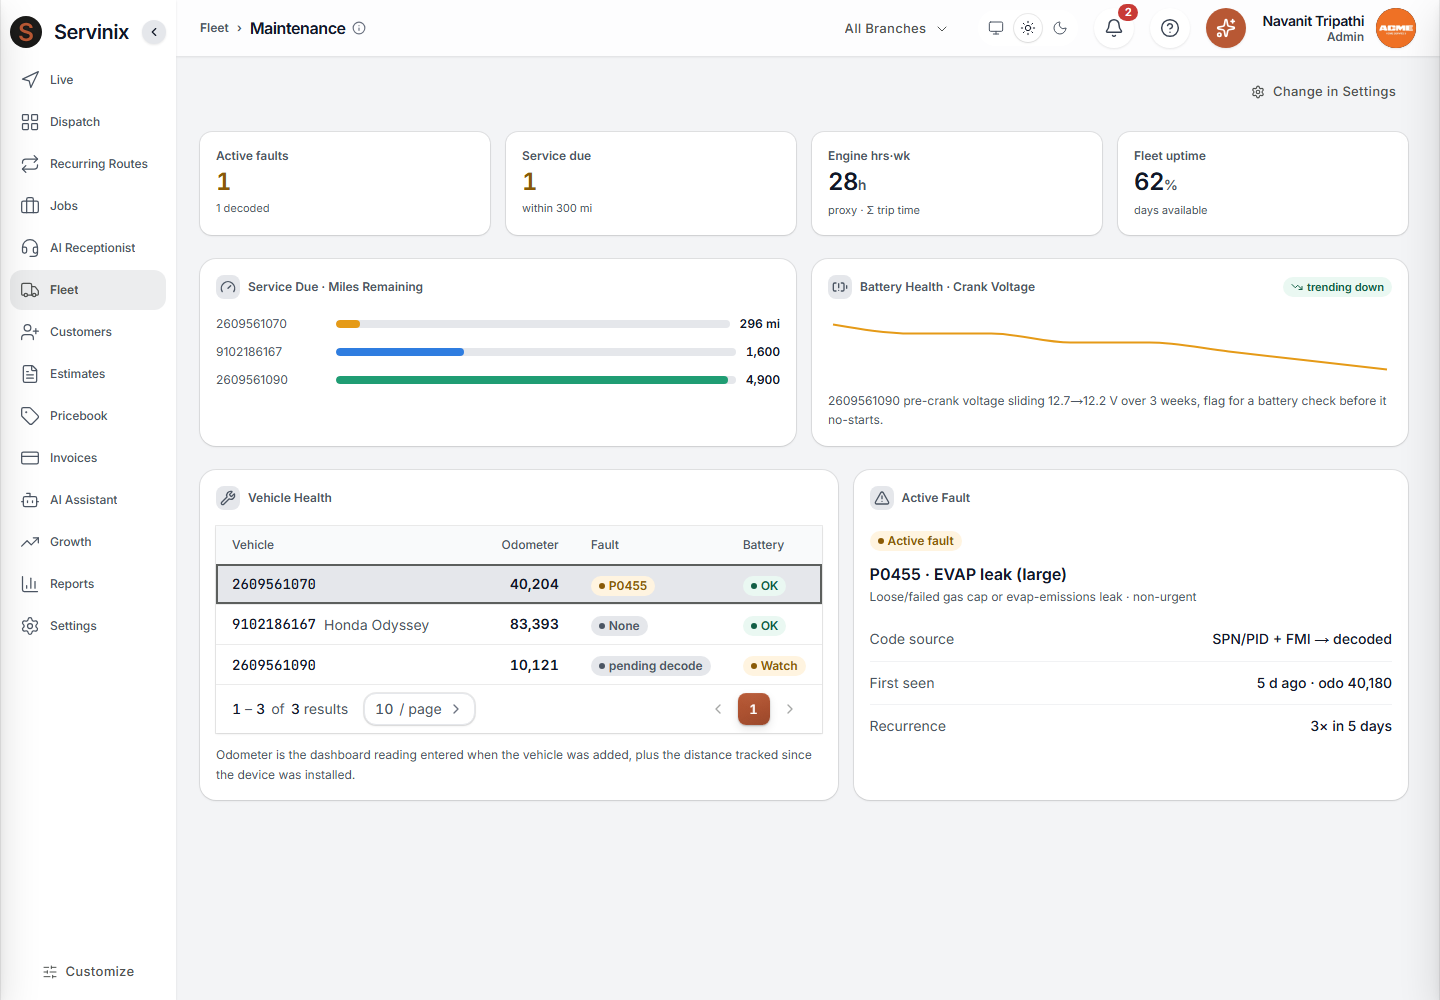 S Servinix
Fleet › Maintenance
All Branches
2
Navanit Tripathi
Admin
ACME
Live
Dispatch
Recurring Routes
Jobs
AI Receptionist
Fleet
Customers
Estimates
Pricebook
Invoices
AI Assistant
Growth
Reports
Settings
Customize
Change in Settings
Active faults
1
1 decoded
Service due
1
within 300 mi
Engine hrs·wk
28h
proxy · Σ trip time
Fleet uptime
62%
days available
Service Due · Miles Remaining
2609561070 296 mi
9102186167 1,600
2609561090 4,900
Battery Health · Crank Voltage
trending down
2609561090 pre-crank voltage sliding 12.7→12.2 V over 3 weeks, flag for a battery check before it
no-starts.
Vehicle Health
Vehicle Odometer Fault Battery
2609561070 40,204 P0455 OK
9102186167 Honda Odyssey 83,393 None OK
2609561090 10,121 pending decode Watch
1 – 3 of 3 results 10 / page 1
Odometer is the dashboard reading entered when the vehicle was added, plus the distance tracked since
the device was installed.
Active Fault
Active fault
P0455 · EVAP leak (large)
Loose/failed gas cap or evap-emissions leak · non-urgent
Code source SPN/PID + FMI → decoded
First seen 5 d ago · odo 40,180
Recurrence 3× in 5 days